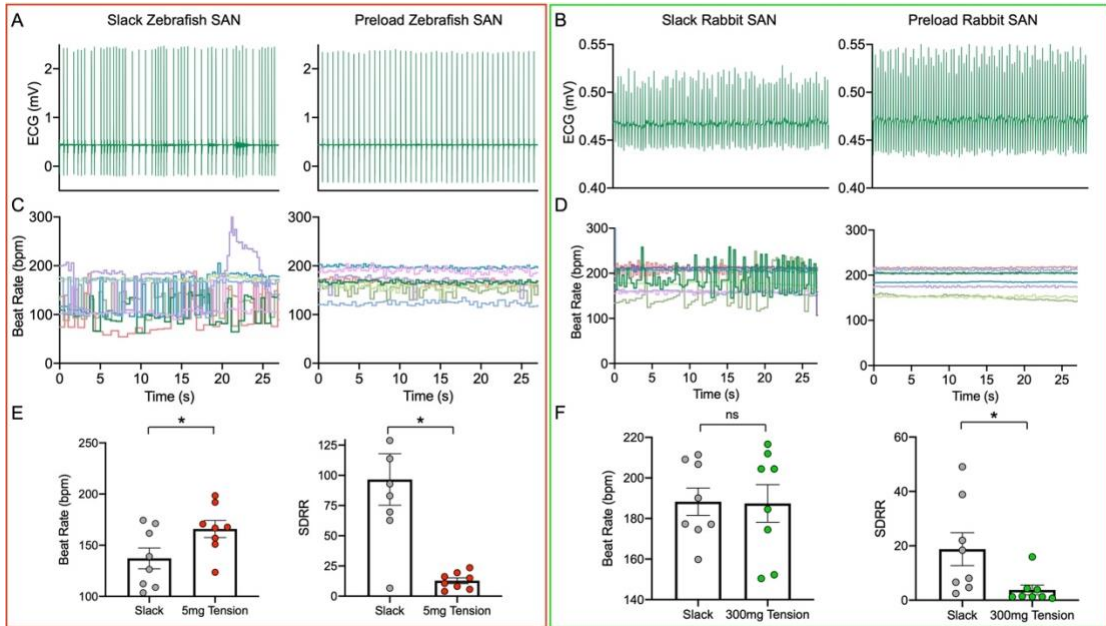 A
Slack Zebrafish SAN
Preload Zebrafish SAN
ECG (mV)
2
1
0
B
Slack Rabbit SAN
Preload Rabbit SAN
ECG (mV)
0.55
0.50
0.45
0.40
0.55
0.50
0.45
0.40
C
Beat Rate (bpm)
300
200
100
0
0 5 10 15 20 25
Time (s)
0 5 10 15 20 25
Time (s)
D
Beat Rate (bpm)
300
200
100
0
0 5 10 15 20 25
Time (s)
0
100
200
300
0 5 10 15 20 25
Time (s)
E
*
Beat Rate (bpm)
250
200
150
100
Slack 5mg Tension
*
SDRR
125
100
75
50
25
0
Slack 5mg Tension
F
ns
Beat Rate (bpm)
220
200
180
160
140
Slack 300mg Tension
*
SDRR
60
40
20
0
Slack 300mg Tension